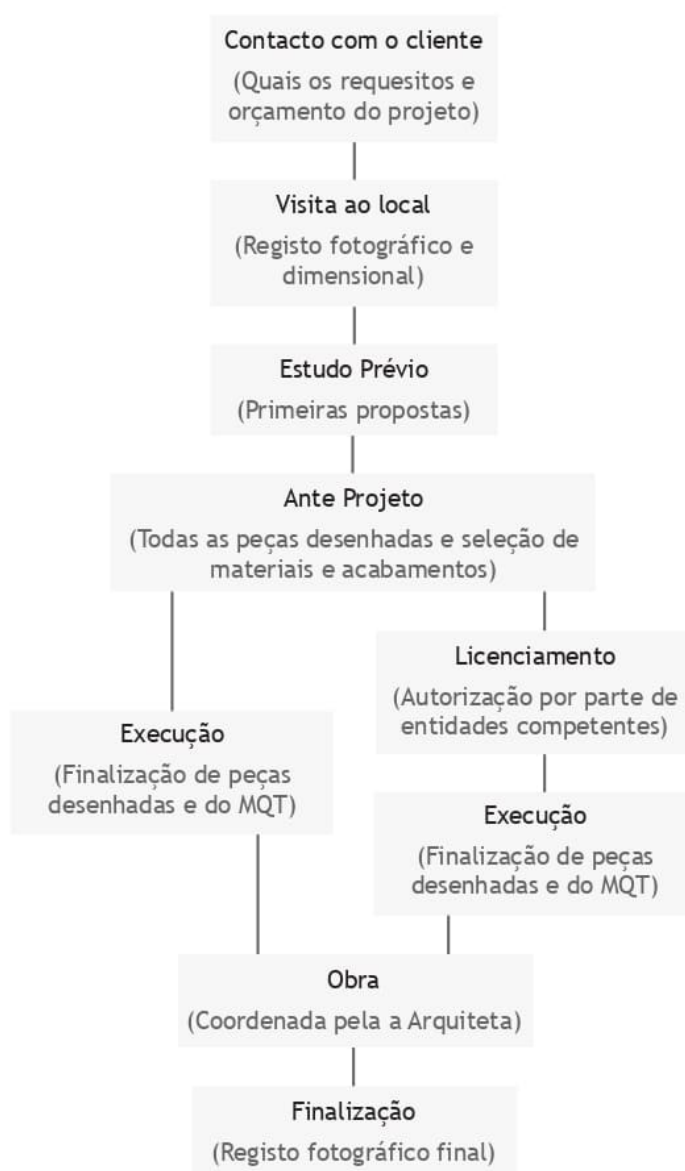 Contacto com o cliente
(Quais os requesitos e
orçamento do projeto)
Visita ao local
(Registo fotográfico e
dimensional)
Estudo Prévio
(Primeiras propostas)
Ante Projeto
(Todas as peças desenhadas e seleção de
materiais e acabamentos)
Execução
(Finalização de peças
desenhadas e do MQT)
Licenciamento
(Autorização por parte de
entidades competentes)
Execução
(Finalização de peças
desenhadas e do MQT)
Obra
(Coordenada pela a Arquiteta)
Finalização
(Registo fotográfico final)